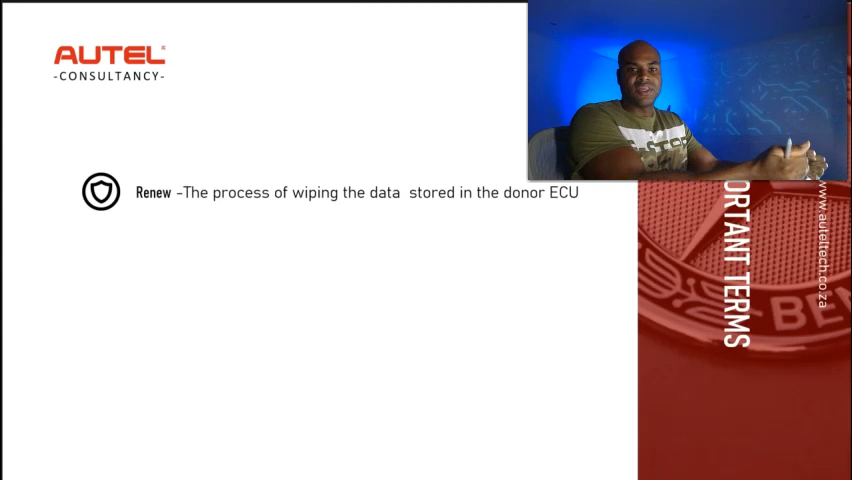 AUTEL
-CONSULTANCY-
Renew -The process of wiping the data stored in the donor ECU
ORTANT TERMS
www.auteltech.co.za
BEN